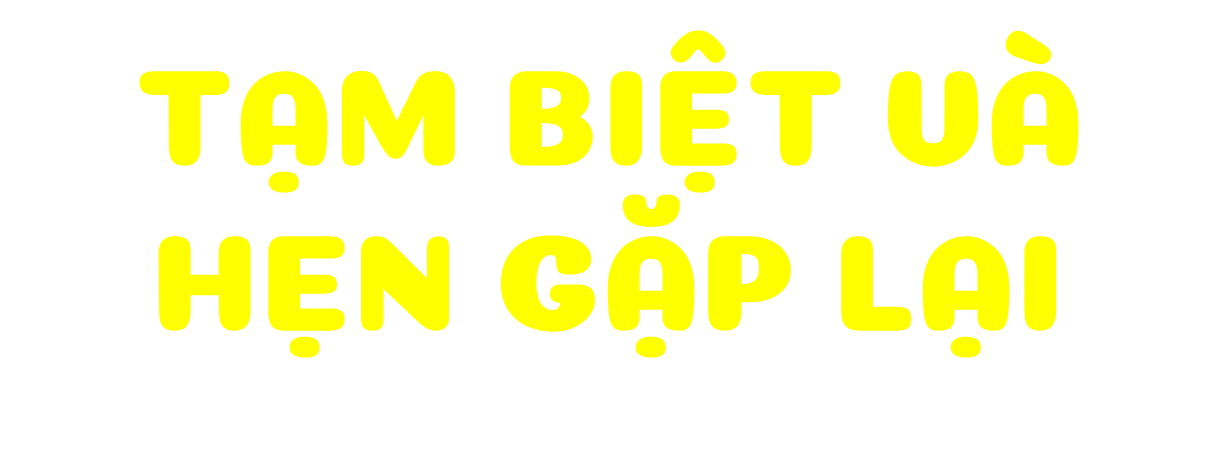 TẠM BIỆT UÀ
HẸN GẶP LẠI